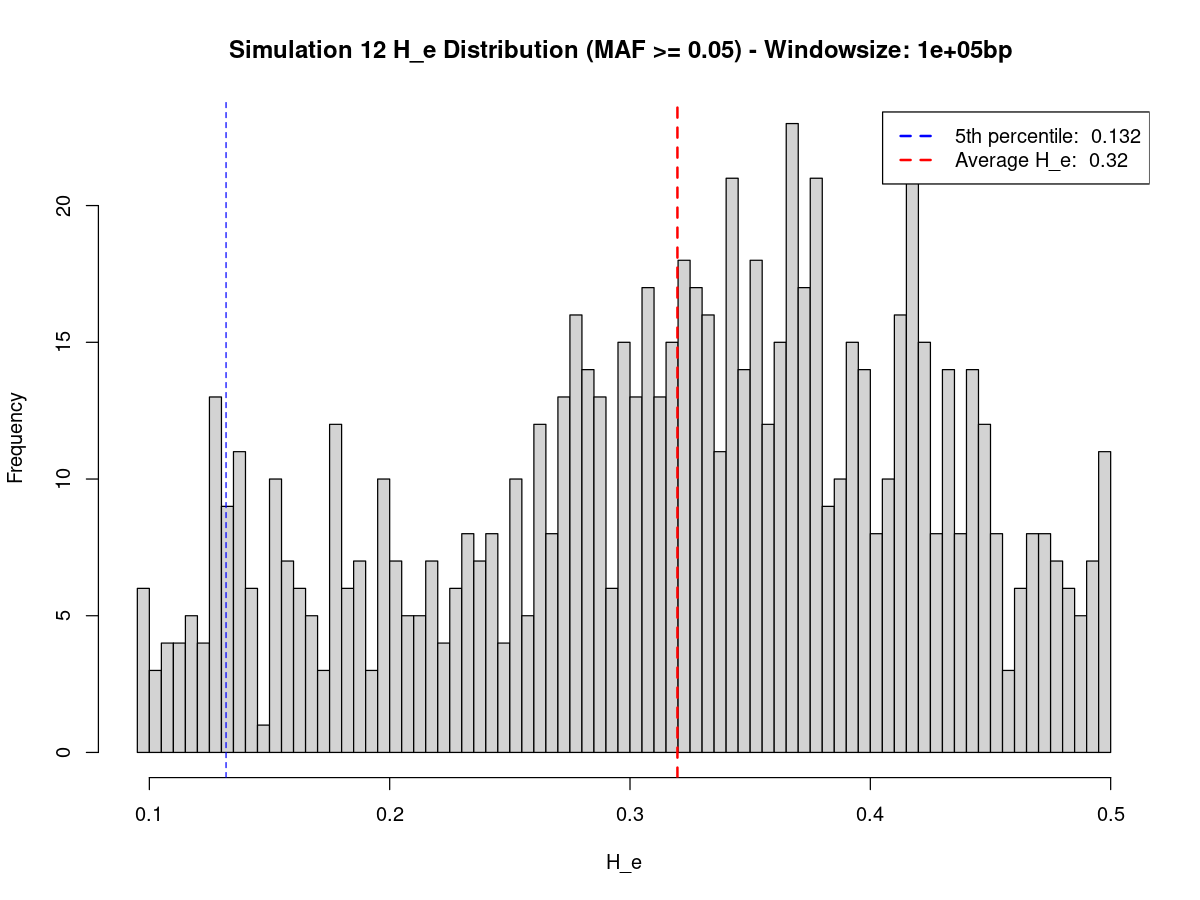 Simulation 12 H_e Distribution (MAF >= 0.05) - Windowsize: 1e+05bp
5th percentile:  0.132
Average H_e:  0.32
Frequency
20
15
10
5
0
0.1 0.2 0.3 0.4 0.5
H_e